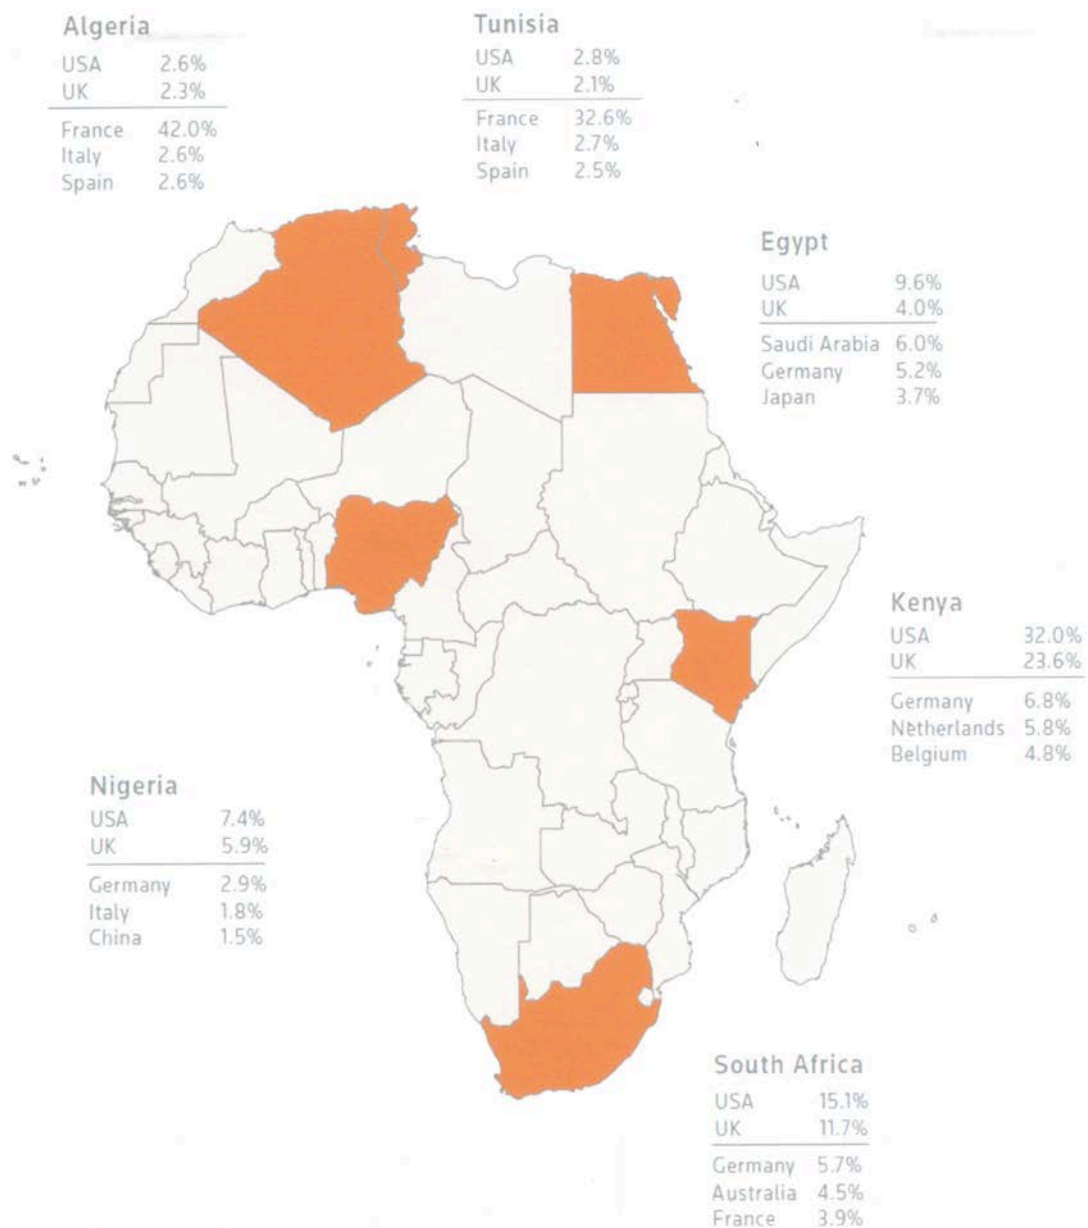 Algeria
USA 2.6%
UK 2.3%
France 42.0%
Italy 2.6%
Spain 2.6%
Tunisia
USA 2.8%
UK 2.1%
France 32.6%
Italy 2.7%
Spain 2.5%
Egypt
USA 9.6%
UK 4.0%
Saudi Arabia 6.0%
Germany 5.2%
Japan 3.7%
Kenya
USA 32.0%
UK 23.6%
Germany 6.8%
Netherlands 5.8%
Belgium 4.8%
Nigeria
USA 7.4%
UK 5.9%
Germany 2.9%
Italy 1.8%
China 1.5%
South Africa
USA 15.1%
UK 11.7%
Germany 5.7%
Australia 4.5%
France 3.9%